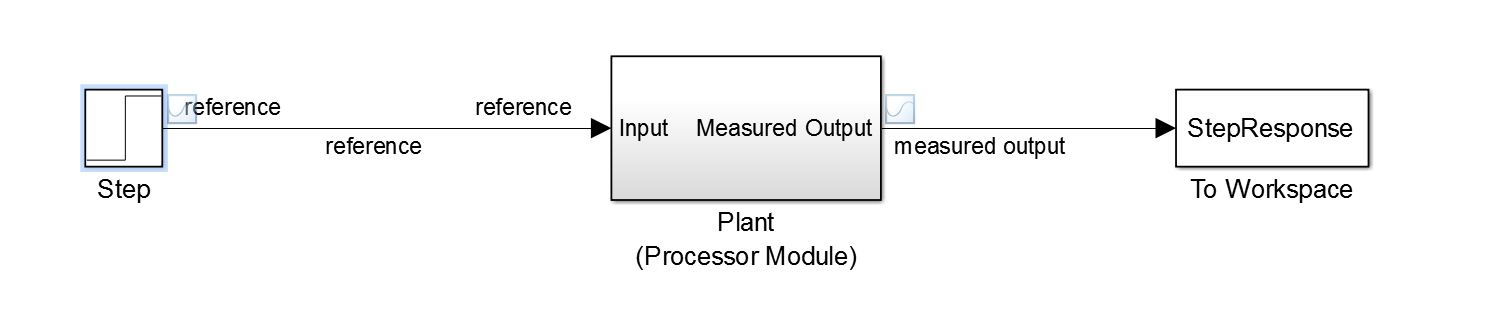 reference
reference
reference
Step
Input
Measured Output
Plant
(Processor Module)
measured output
StepResponse
To Workspace